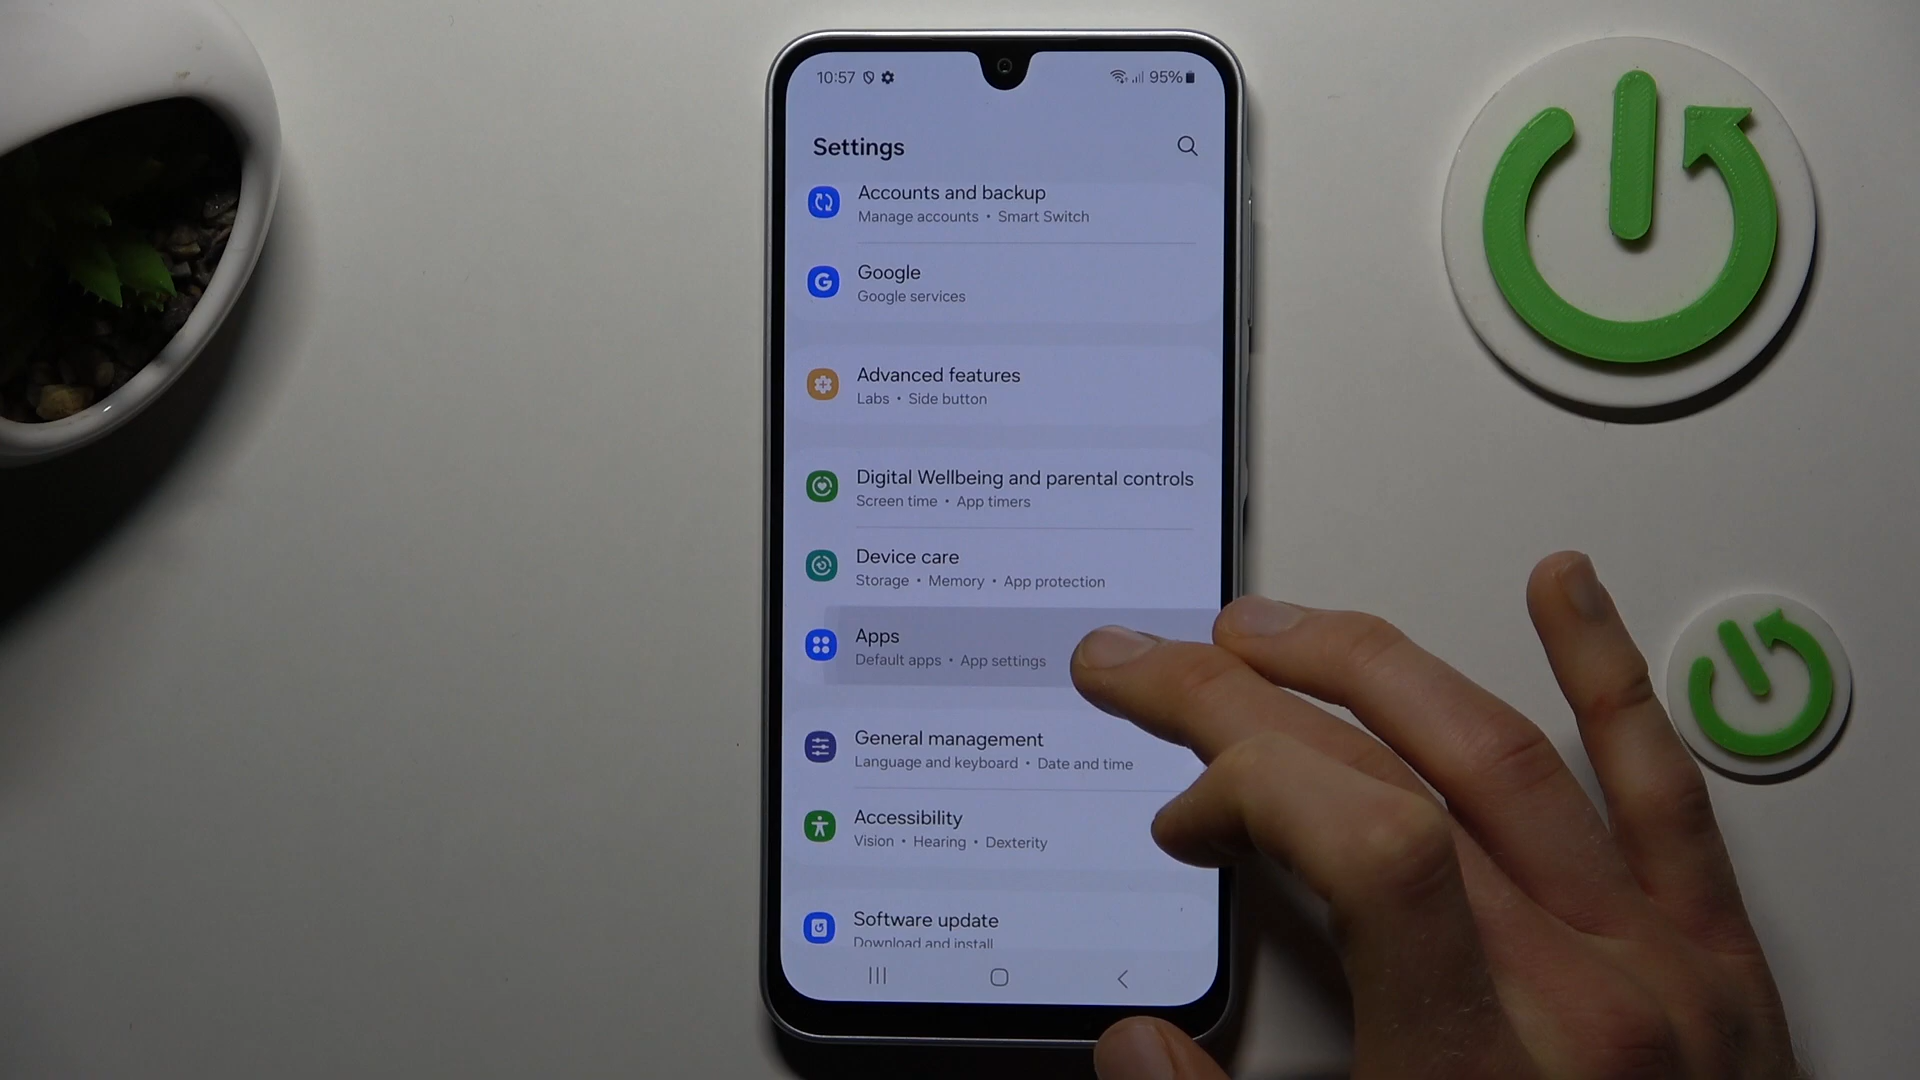 10:57
95%
Settings
Accounts and backup
Manage accounts • Smart Switch
Google
Google services
Advanced features
Labs • Side button
Digital Wellbeing and parental controls
Screen time • App timers
Device care
Storage • Memory • App protection
Apps
Default apps • App settings
General management
Language and keyboard • Date and time
Accessibility
Vision • Hearing • Dexterity
Software update
Download and install